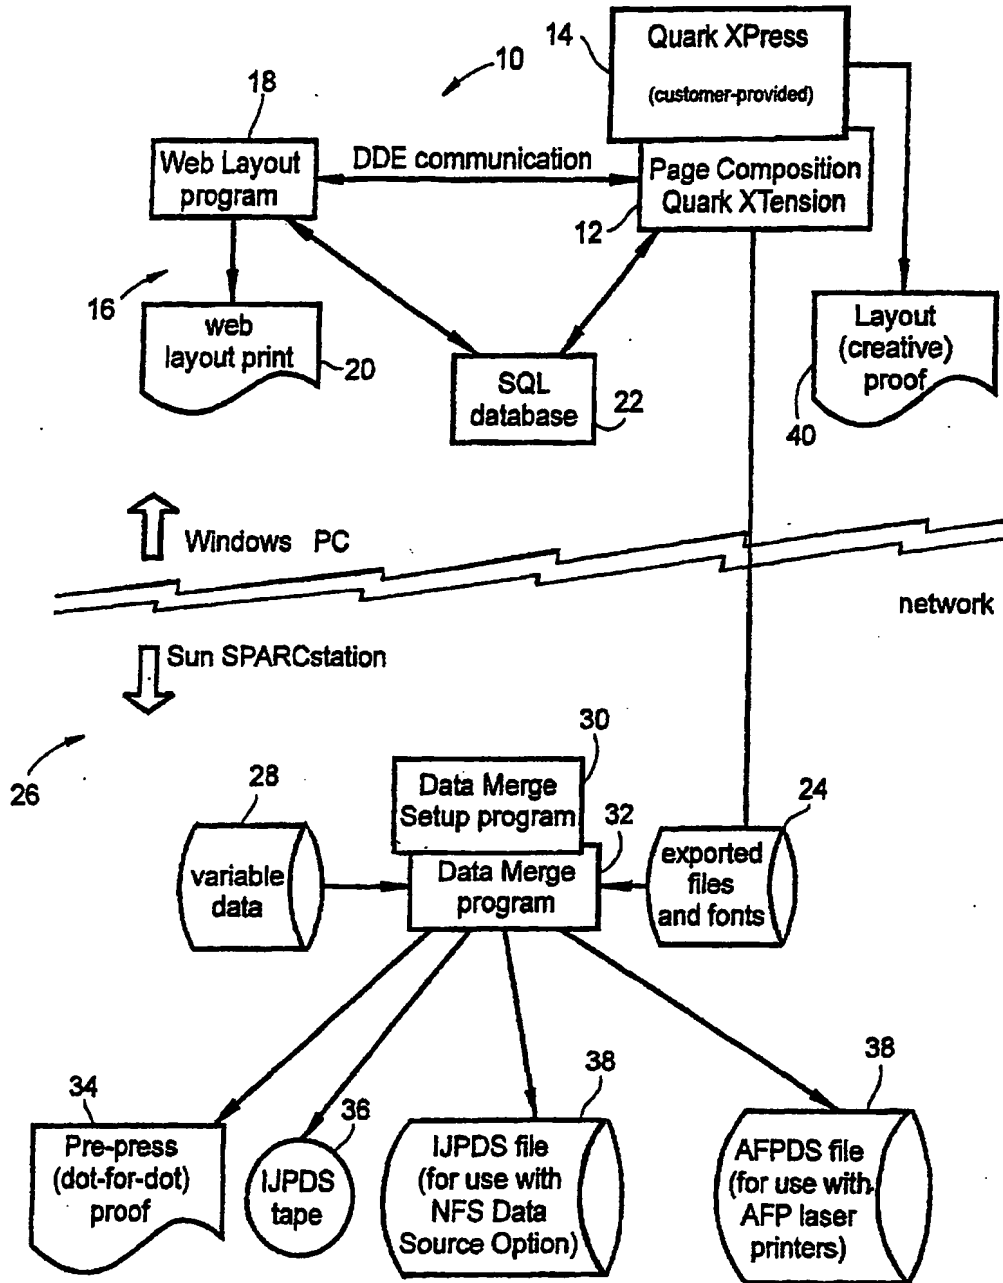 10
14
Quark XPress
(customer-provided)
18
Web Layout
program
DDE communication
Page Composition
Quark XTension
12
16
web
layout print
20
SQL
database
22
Layout
(creative)
proof
40
Windows PC
network
Sun SPARCstation
26
28
variable
data
30
Data Merge
Setup program
32
Data Merge
program
24
exported
files
and fonts
34
Pre-press
(dot-for-dot)
proof
36
IJPDS
tape
38
IJPDS file
(for use with
NFS Data
Source Option)
38
AFPDS file
(for use with
AFP laser
printers)